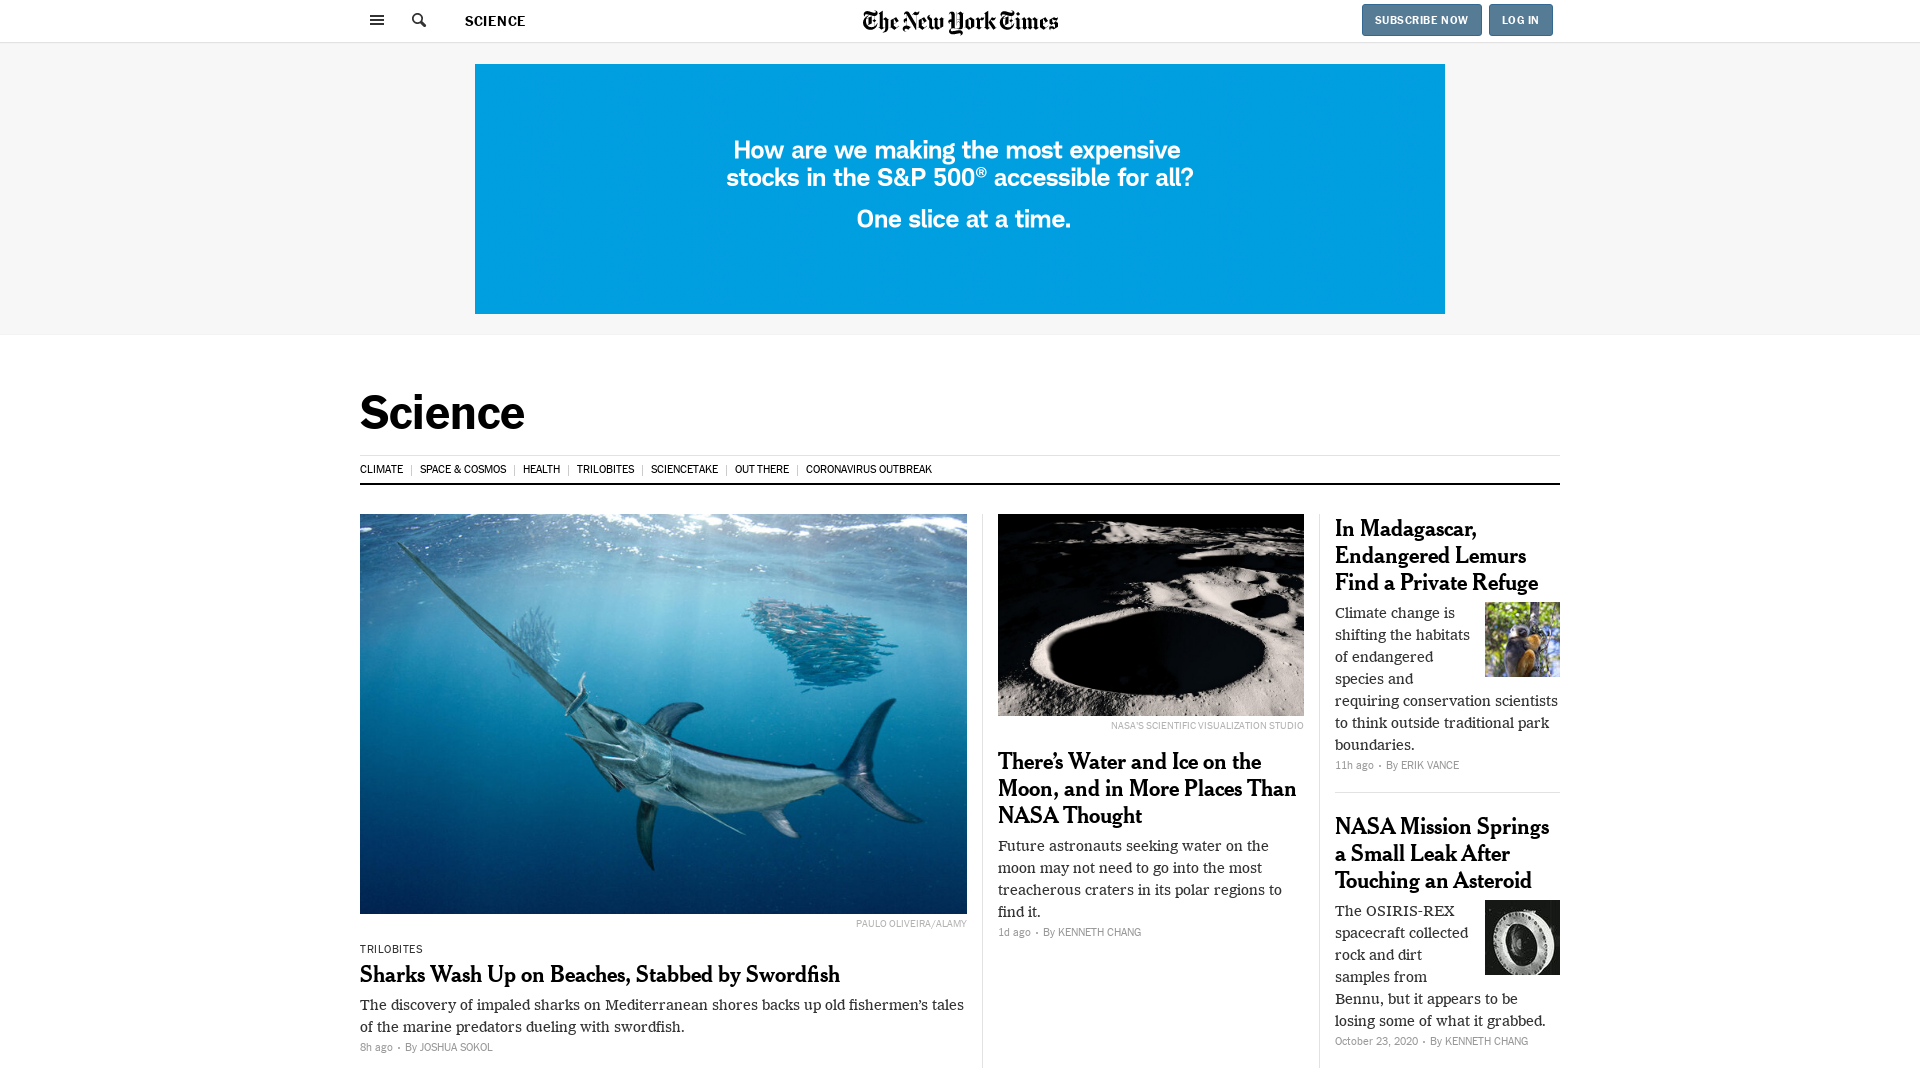 SCIENCE
The New York Times
SUBSCRIBE NOW
LOG IN
How are we making the most expensive
stocks in the S&P 500® accessible for all?
One slice at a time.
Science
CLIMATE
SPACE & COSMOS
HEALTH
TRILOBITES
SCIENCETAKE
OUT THERE
CORONAVIRUS OUTBREAK
PAULO OLIVEIRA/ALAMY
TRILOBITES
Sharks Wash Up on Beaches, Stabbed by Swordfish
The discovery of impaled sharks on Mediterranean shores backs up old fishermen’s tales
of the marine predators dueling with swordfish.
8h ago • By JOSHUA SOKOL
NASA'S SCIENTIFIC VISUALIZATION STUDIO
There’s Water and Ice on the
Moon, and in More Places Than
NASA Thought
Future astronauts seeking water on the
moon may not need to go into the most
treacherous craters in its polar regions to
find it.
1d ago • By KENNETH CHANG
In Madagascar,
Endangered Lemurs
Find a Private Refuge
Climate change is
shifting the habitats
of endangered
species and
requiring conservation scientists
to think outside traditional park
boundaries.
11h ago • By ERIK VANCE
NASA Mission Springs
a Small Leak After
Touching an Asteroid
The OSIRIS-REX
spacecraft collected
rock and dirt
samples from
Bennu, but it appears to be
losing some of what it grabbed.
October 23, 2020 • By KENNETH CHANG